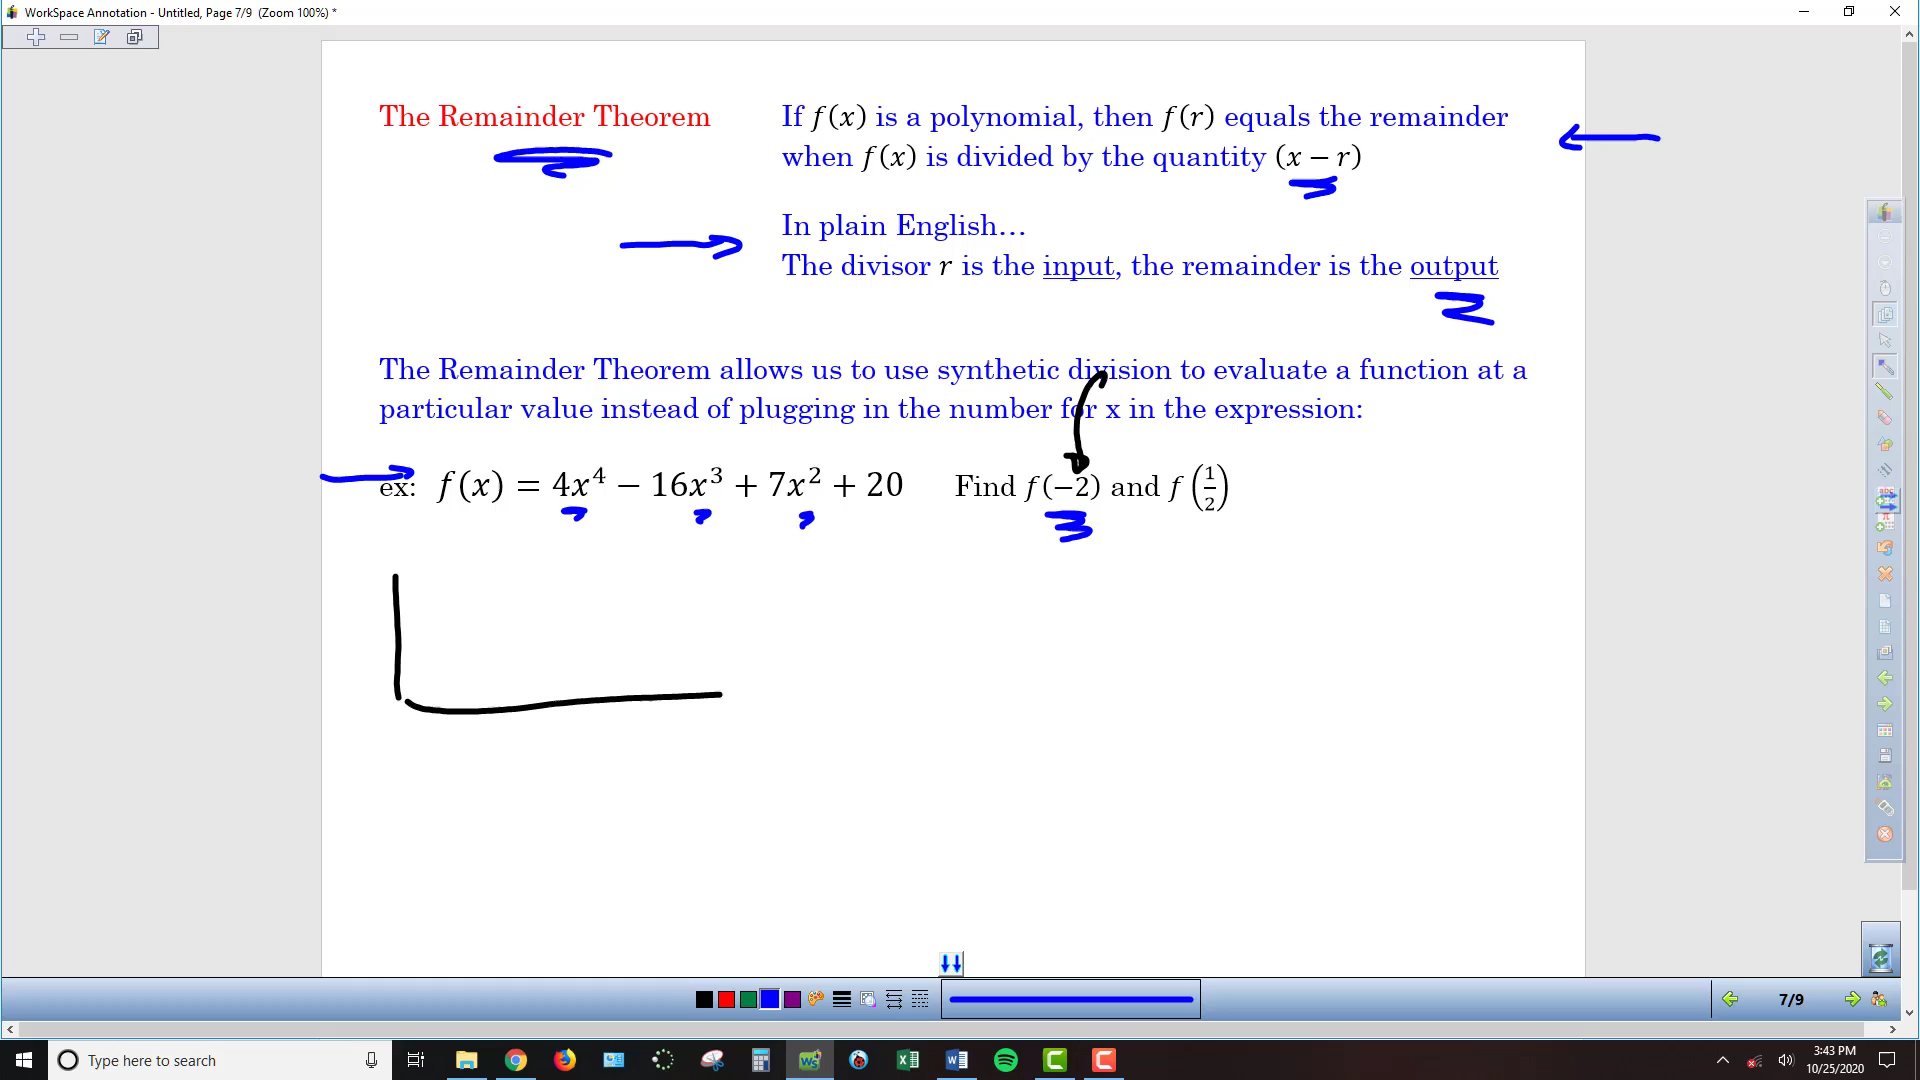 WorkSpace Annotation - Untitled, Page 7/9 (Zoom 100%) *
The Remainder Theorem
If f(x) is a polynomial, then f(r) equals the remainder
when f(x) is divided by the quantity (x − r)
In plain English…
The divisor r is the input, the remainder is the output
The Remainder Theorem allows us to use synthetic division to evaluate a function at a
particular value instead of plugging in the number for x in the expression:
ex: f(x) = 4x⁴ − 16x³ + 7x² + 20 Find f(−2) and f(1/2)
7/9
Type here to search
3:43 PM
10/25/2020